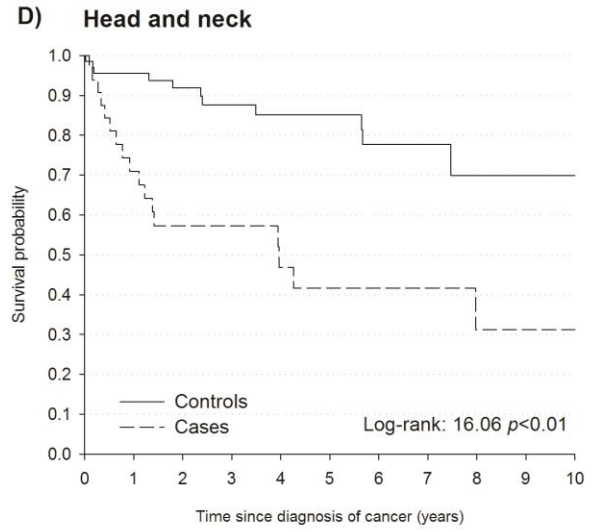 D) Head and neck
1.0
0.9
0.8
0.7
0.6
0.5
0.4
0.3
0.2
0.1
0.0
Survival probability
Controls
Cases
Log-rank: 16.06 p<0.01
0 1 2 3 4 5 6 7 8 9 10
Time since diagnosis of cancer (years)